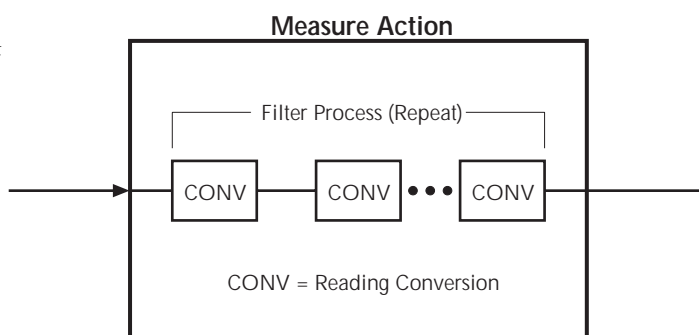 Measure Action
Filter Process (Repeat)
CONV CONV CONV
CONV = Reading Conversion